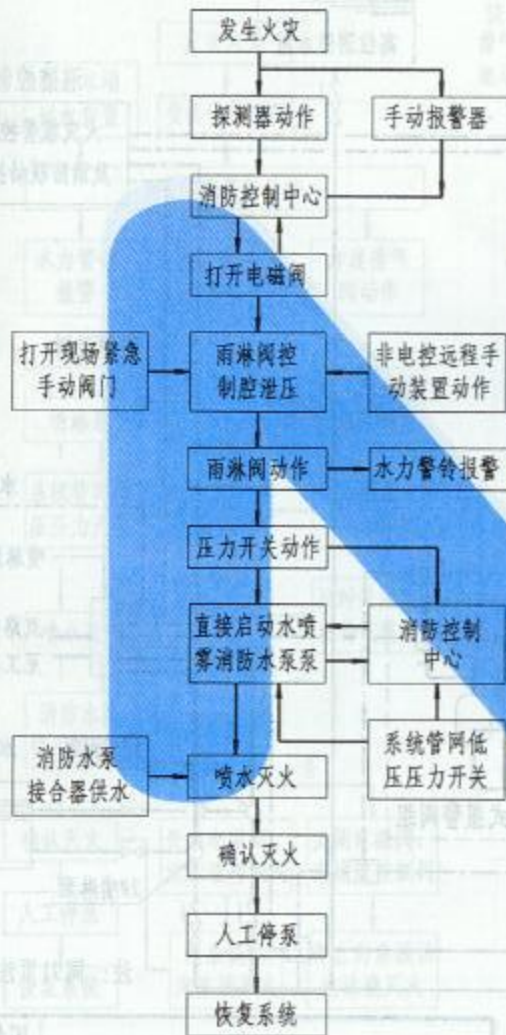 发生火灾
探测器动作
手动报警器
消防控制中心
打开电磁阀
打开现场紧急
手动阀门
雨淋阀控
制腔泄压
非电控远程手
动装置动作
雨淋阀动作
水力警铃报警
压力开关动作
直接启动水喷
雾消防水泵泵
消防控制
中心
消防水泵
接合器供水
喷水灭火
系统管网低
压压力开关
确认灭火
人工停泵
恢复系统